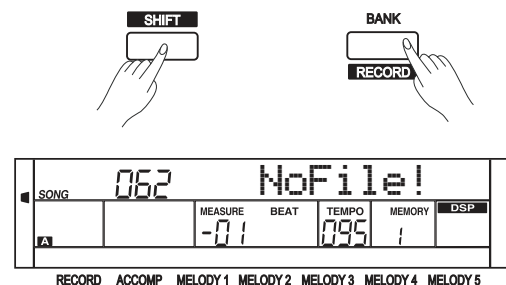 SHIFT
BANK
RECORD
SONG 062 NoFile!
MEASURE BEAT TEMPO MEMORY DSP
A -01 095 1
RECORD ACCOMP MELODY 1 MELODY 2 MELODY 3 MELODY 4 MELODY 5